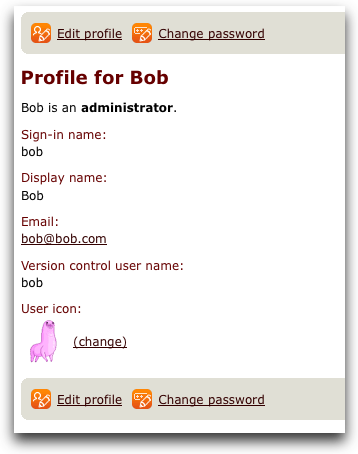 Edit profile Change password
Profile for Bob
Bob is an administrator.
Sign-in name:
bob
Display name:
Bob
Email:
bob@bob.com
Version control user name:
bob
User icon:
(change)
Edit profile Change password